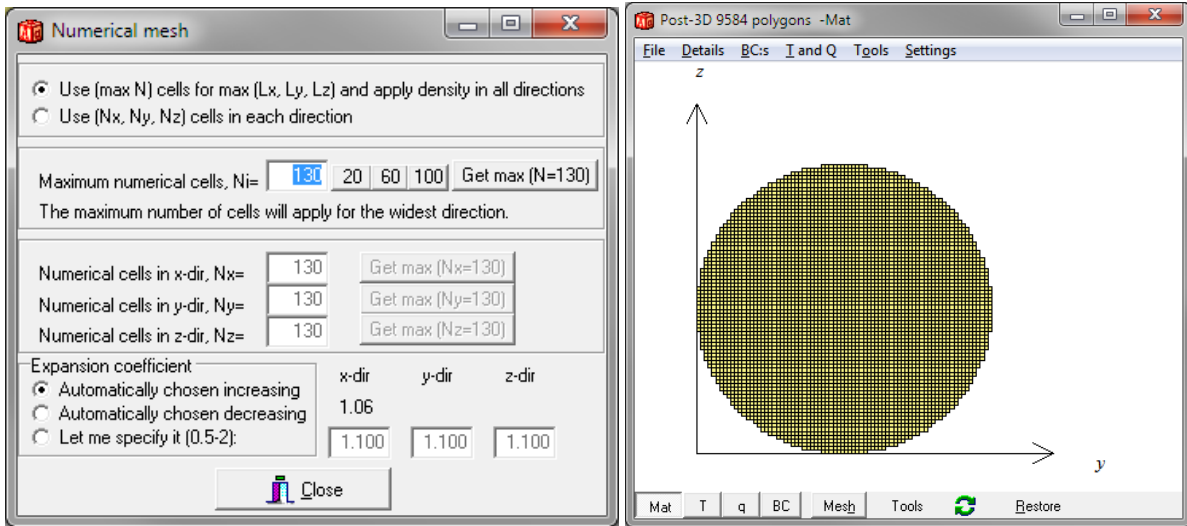 Numerical mesh
Use (max N) cells for max (Lx, Ly, Lz) and apply density in all directions
Use (Nx, Ny, Nz) cells in each direction
Maximum numerical cells, Ni= 130 20 60 100 Get max (N=130)
The maximum number of cells will apply for the widest direction.
Numerical cells in x-dir, Nx= 130 Get max (Nx=130)
Numerical cells in y-dir, Ny= 130 Get max (Ny=130)
Numerical cells in z-dir, Nz= 130 Get max (Nz=130)
Expansion coefficient
x-dir y-dir z-dir
Automatically chosen increasing
Automatically chosen decreasing 1.06
Let me specify it (0.5-2): 1.100 1.100 1.100
Close
Post-3D 9584 polygons -Mat
File Details BC:s T and Q Tools Settings
z
y
Mat T q BC Mesh Tools Restore